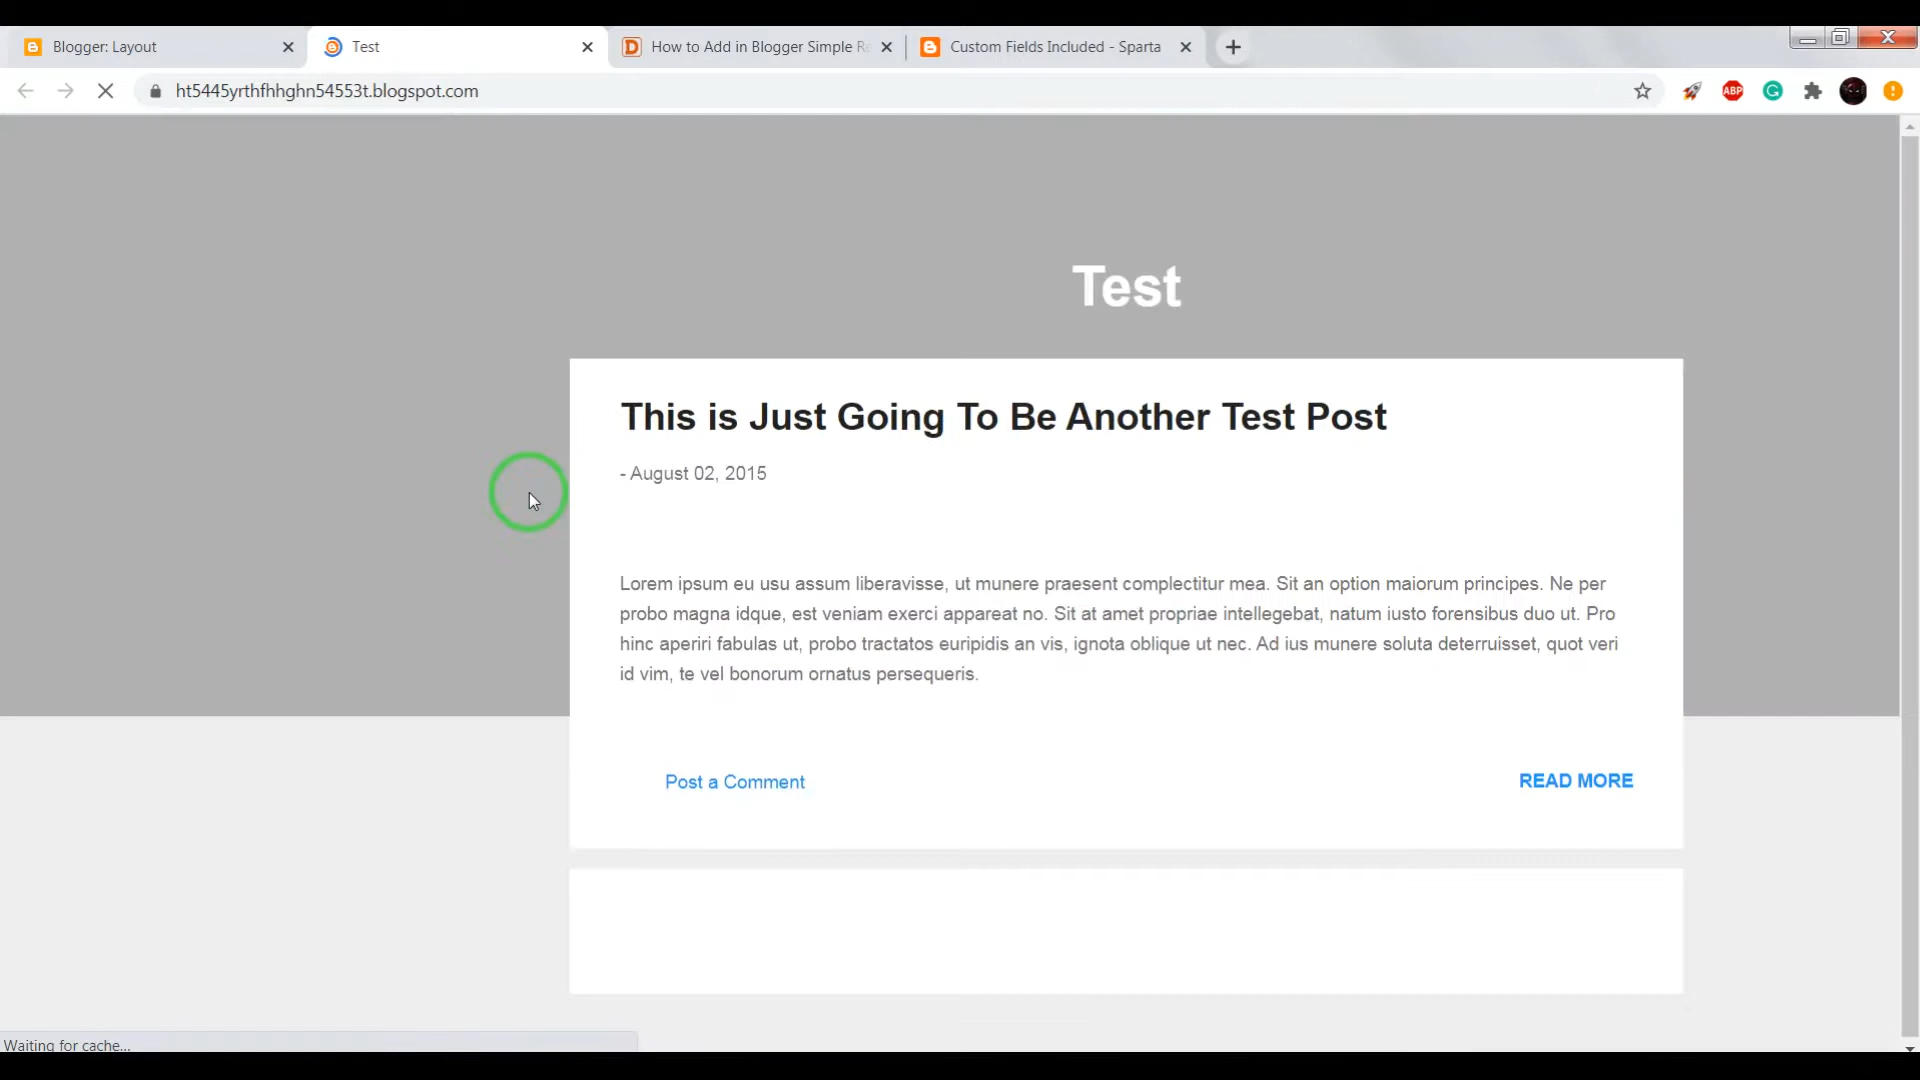 Blogger: Layout
Test
How to Add in Blogger Simple Re
Custom Fields Included - Sparta
ht5445yrthfhhghn54553t.blogspot.com
ABP
Test
This is Just Going To Be Another Test Post
- August 02, 2015
Lorem ipsum eu usu assum liberavisse, ut munere praesent complectitur mea. Sit an option maiorum principes. Ne per
probo magna idque, est veniam exerci appareat no. Sit at amet propriae intellegebat, natum iusto forensibus duo ut. Pro
hinc aperiri fabulas ut, probo tractatos euripidis an vis, ignota oblique ut nec. Ad ius munere soluta deterruisset, quot veri
id vim, te vel bonorum ornatus persequeris.
Post a Comment
READ MORE
Waiting for cache...